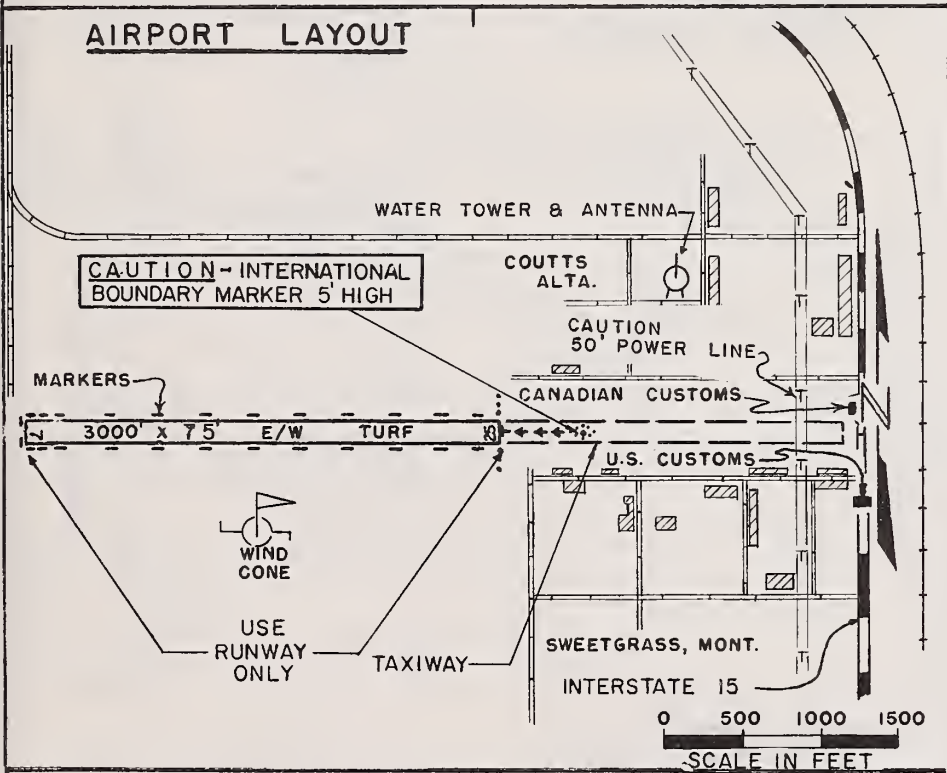 AIRPORT LAYOUT
WATER TOWER & ANTENNA
CAUTION - INTERNATIONAL
BOUNDARY MARKER 5' HIGH
COUTTS
ALTA.
CAUTION
50' POWER LINE
MARKERS
CANADIAN CUSTOMS
7 3000' X 75' E/W TURF 25
U.S. CUSTOMS
WIND
CONE
USE
RUNWAY
ONLY
TAXIWAY
SWEETGRASS, MONT.
INTERSTATE 15
0 500 1000 1500
SCALE IN FEET
T
T
T
T
T
T
T
T
N